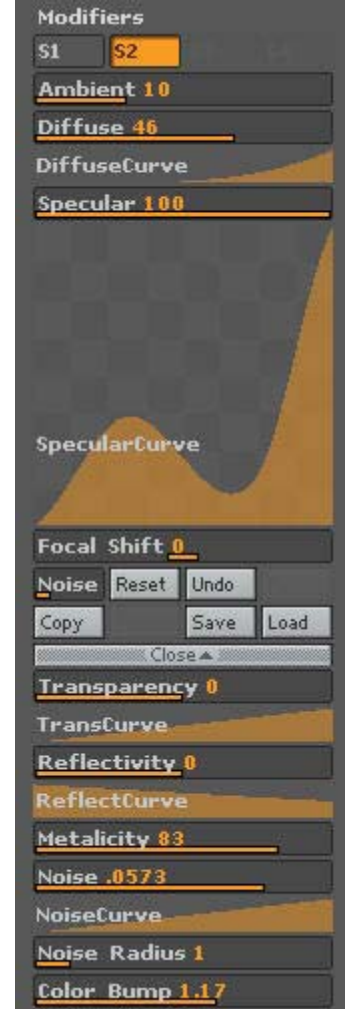 Modifiers
S1 S2
Ambient 10
Diffuse 46
DiffuseCurve
Specular 100
SpecularCurve
Focal Shift 0
Noise Reset Undo
Copy Save Load
Close
Transparency 0
TransCurve
Reflectivity 0
ReflectCurve
Metalicity 83
Noise .0573
NoiseCurve
Noise Radius 1
Color Bump 1.17